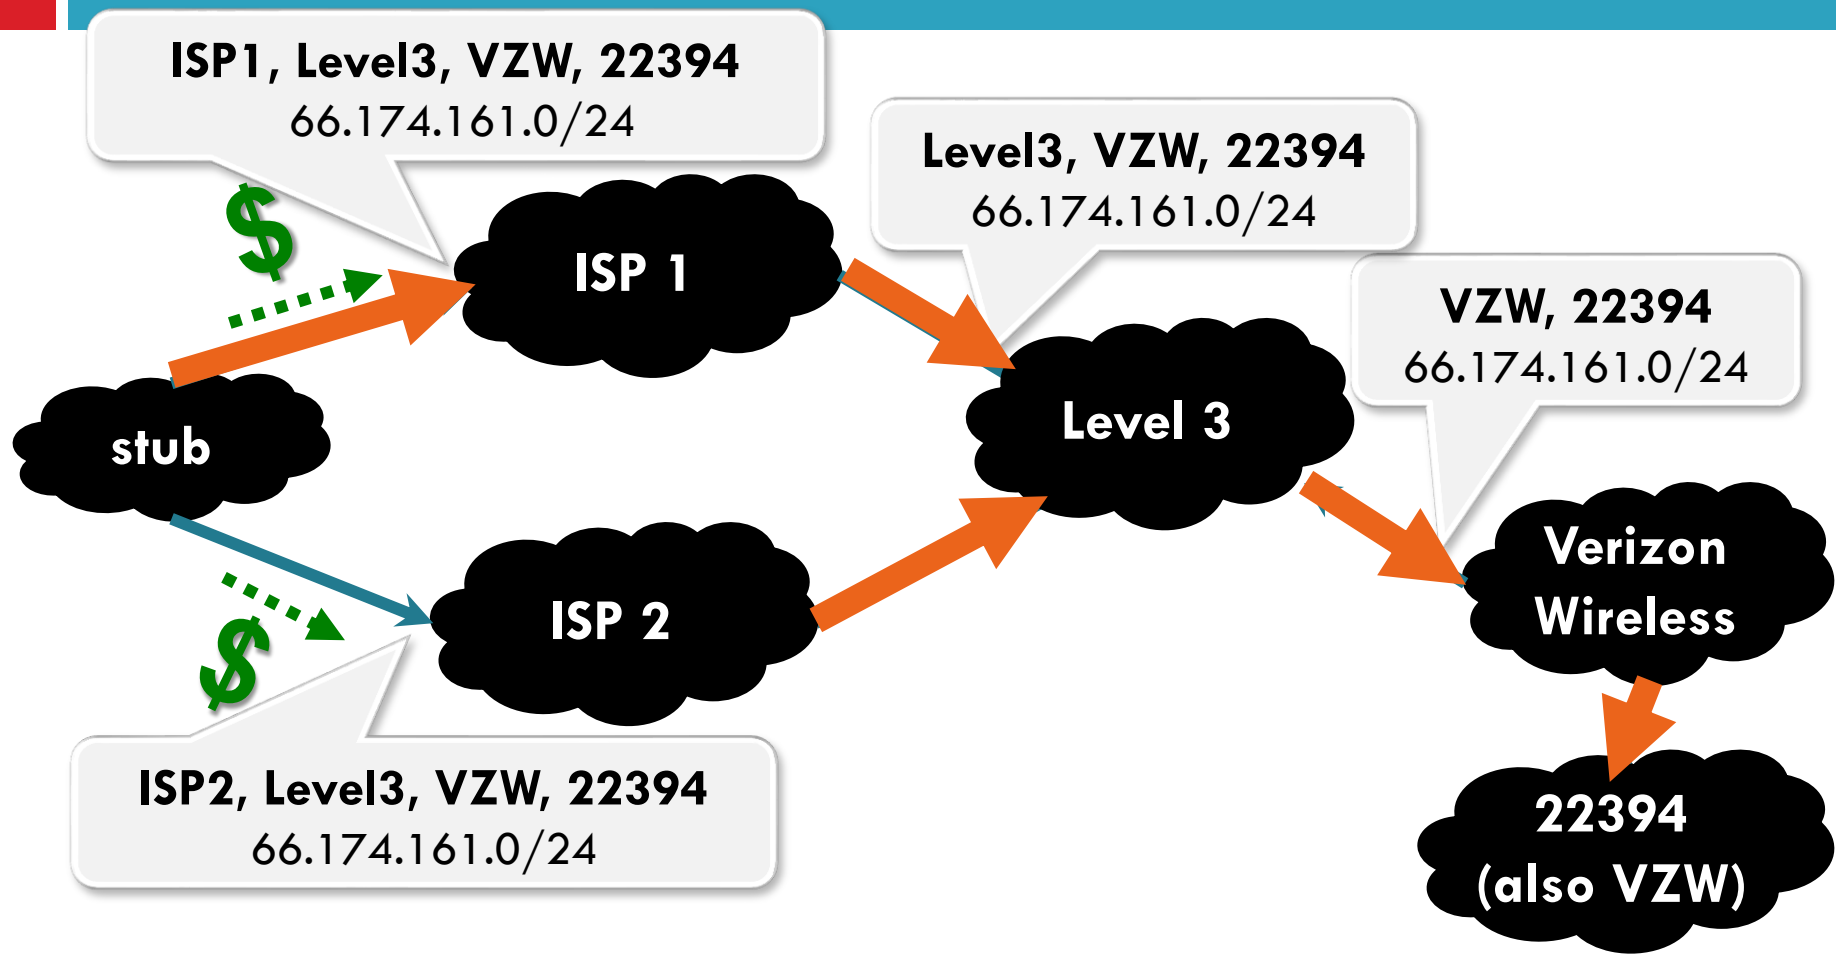 ISP1, Level3, VZW, 22394
66.174.161.0/24
Level3, VZW, 22394
66.174.161.0/24
$
ISP 1
VZW, 22394
66.174.161.0/24
Level 3
stub
Verizon
Wireless
ISP 2
$
ISP2, Level3, VZW, 22394
66.174.161.0/24
22394
(also VZW)